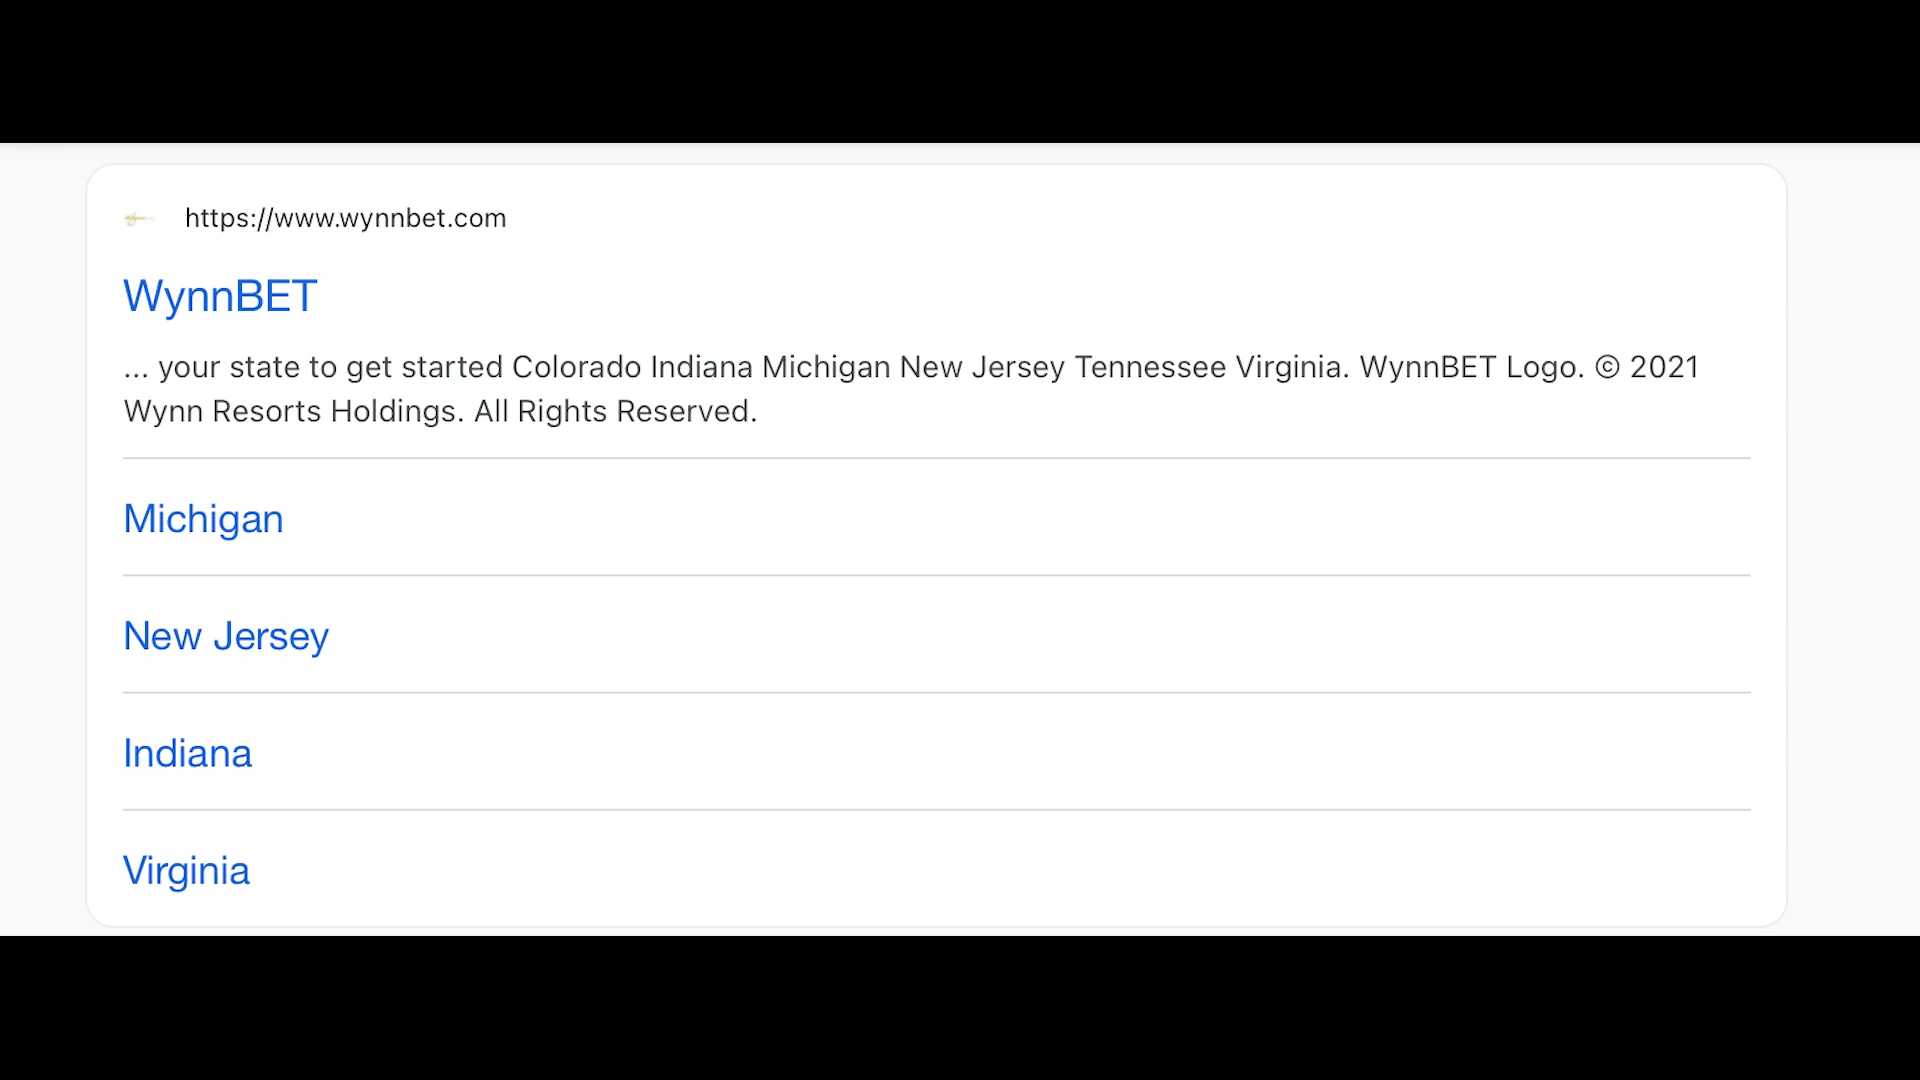 https://www.wynnbet.com
WynnBET
... your state to get started Colorado Indiana Michigan New Jersey Tennessee Virginia. WynnBET Logo. © 2021
Wynn Resorts Holdings. All Rights Reserved.
Michigan
New Jersey
Indiana
Virginia